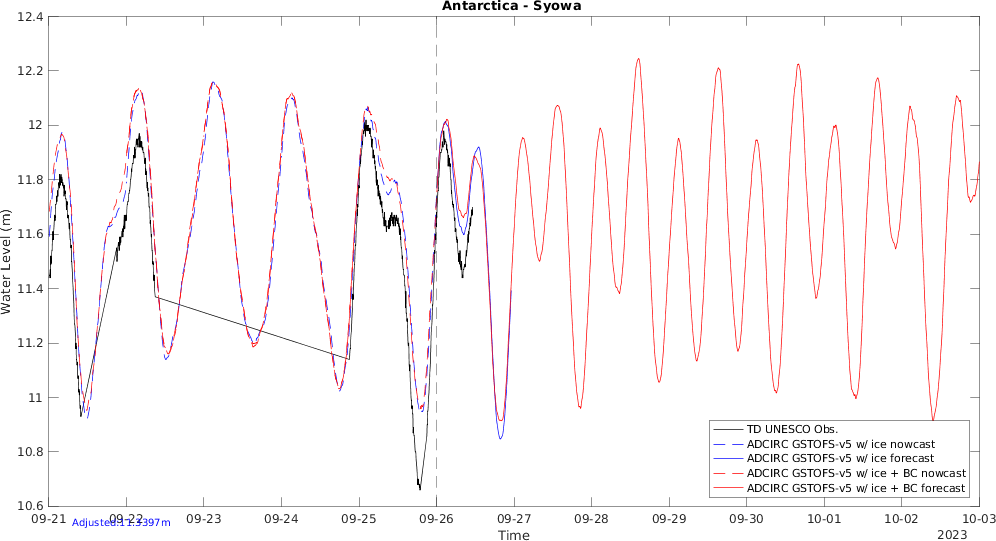 Antarctica - Syowa
Water Level (m)
12.4
12.2
12
11.8
11.6
11.4
11.2
11
10.8
10.6
TD UNESCO Obs.
ADCIRC GSTOFS-v5 w/ ice nowcast
ADCIRC GSTOFS-v5 w/ ice forecast
ADCIRC GSTOFS-v5 w/ ice + BC nowcast
ADCIRC GSTOFS-v5 w/ ice + BC forecast
09-21 09-22 09-23 09-24 09-25 09-26 09-27 09-28 09-29 09-30 10-01 10-02 10-03
Time
2023